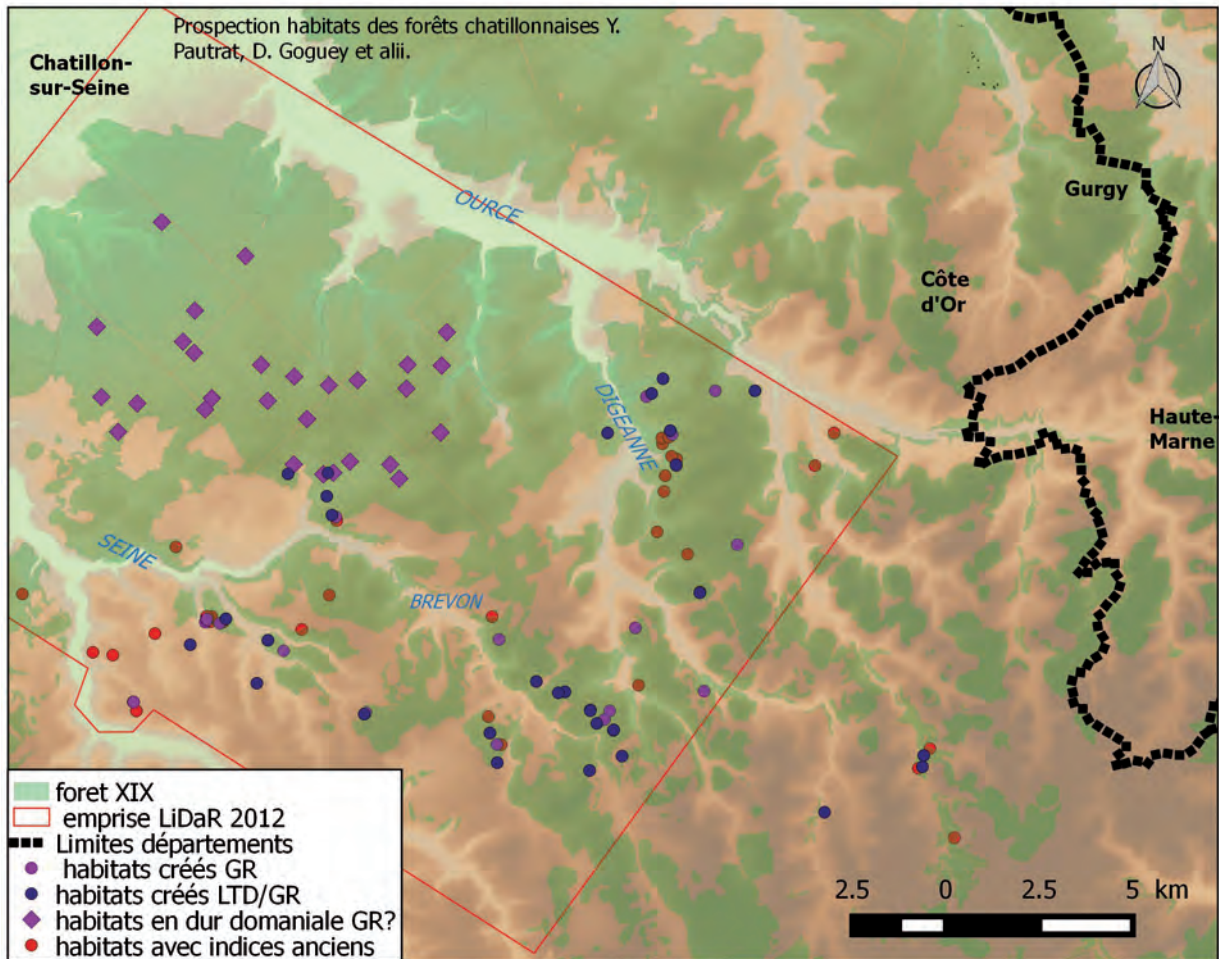 Prospection habitats des forêts chatillonnaises Y.
Pautrat, D. Goguey et alii.
Chatillon-
sur-Seine
N
Gurgy
OURCE
Côte
d'Or
DIGEANNE
Haute-
Marne
SEINE
BREVON
foret XIX
emprise LiDaR 2012
Limites départements
habitats créés GR
habitats créés LTD/GR
habitats en dur domaniale GR?
habitats avec indices anciens
2.5 0 2.5 5 km